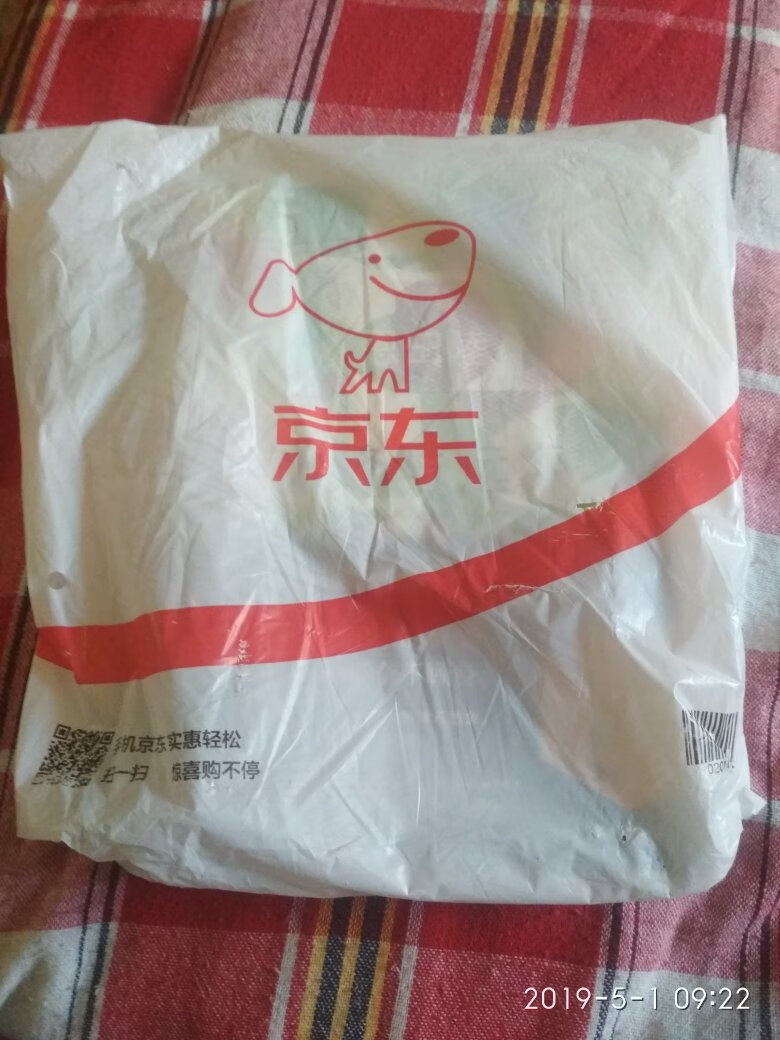 京东
手机京东 实惠轻松
扫一扫 惊喜购不停
2019-5-1 09:22